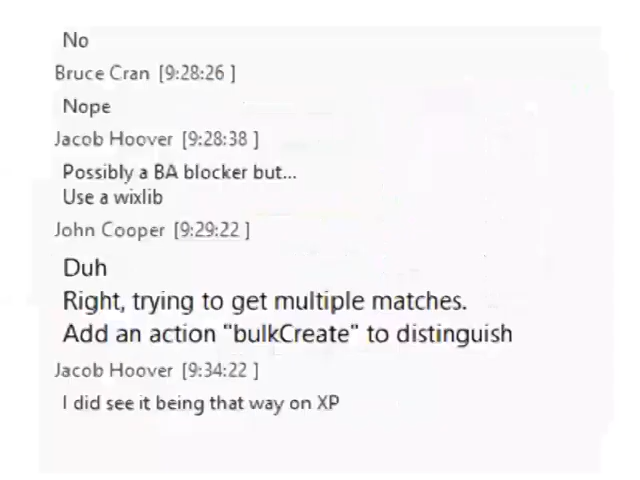 No
Bruce Cran [9:28:26 ]
Nope
Jacob Hoover [9:28:38 ]
Possibly a BA blocker but...
Use a wixlib
John Cooper [9:29:22 ]
Duh
Right, trying to get multiple matches.
Add an action "bulkCreate" to distinguish
Jacob Hoover [9:34:22 ]
I did see it being that way on XP